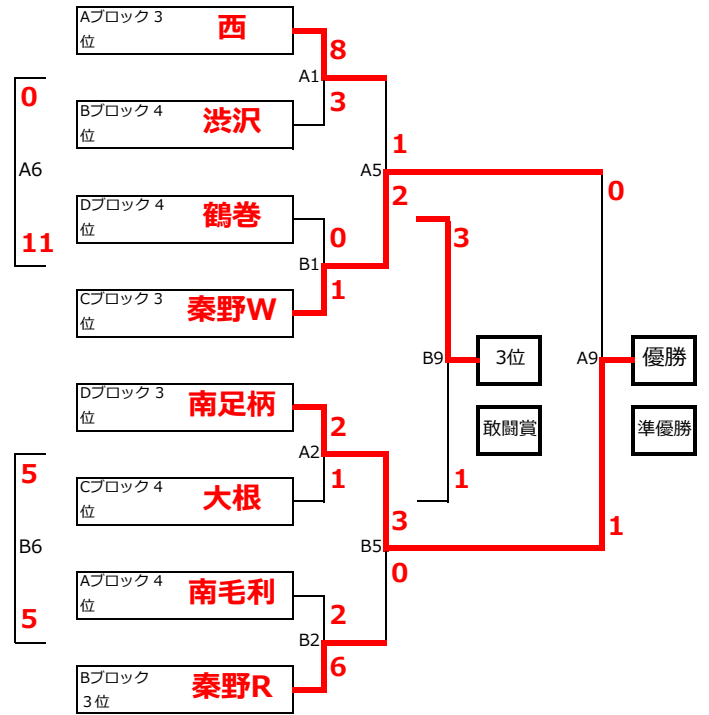 Aブロック３
位
西
8
A1
3
Bブロック４
位
渋沢
0
A6
11
1
A5
2
0
Dブロック４
位
鶴巻
0
B1
1
Cブロック３
位
秦野W
3
B9
1
3位
敢闘賞
A9
優勝
準優勝
Dブロック３
位
南足柄
2
A2
1
Cブロック４
位
大根
5
B6
5
3
B5
0
1
Aブロック４
位
南毛利
2
B2
6
Bブロック
３位
秦野R